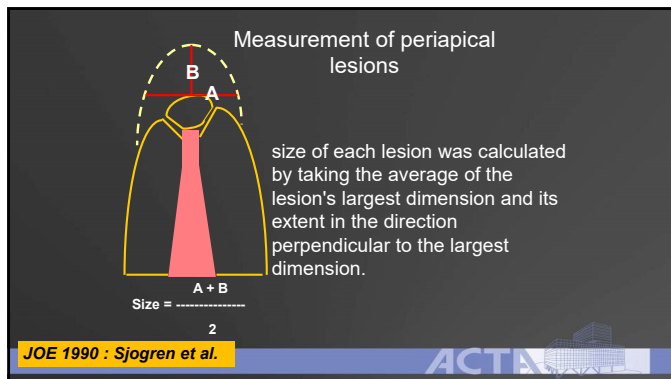 Measurement of periapical
lesions
B
A
size of each lesion was calculated
by taking the average of the
lesion's largest dimension and its
extent in the direction
perpendicular to the largest
dimension.
A + B
Size = ---------------
2
JOE 1990 : Sjogren et al.
ACTA